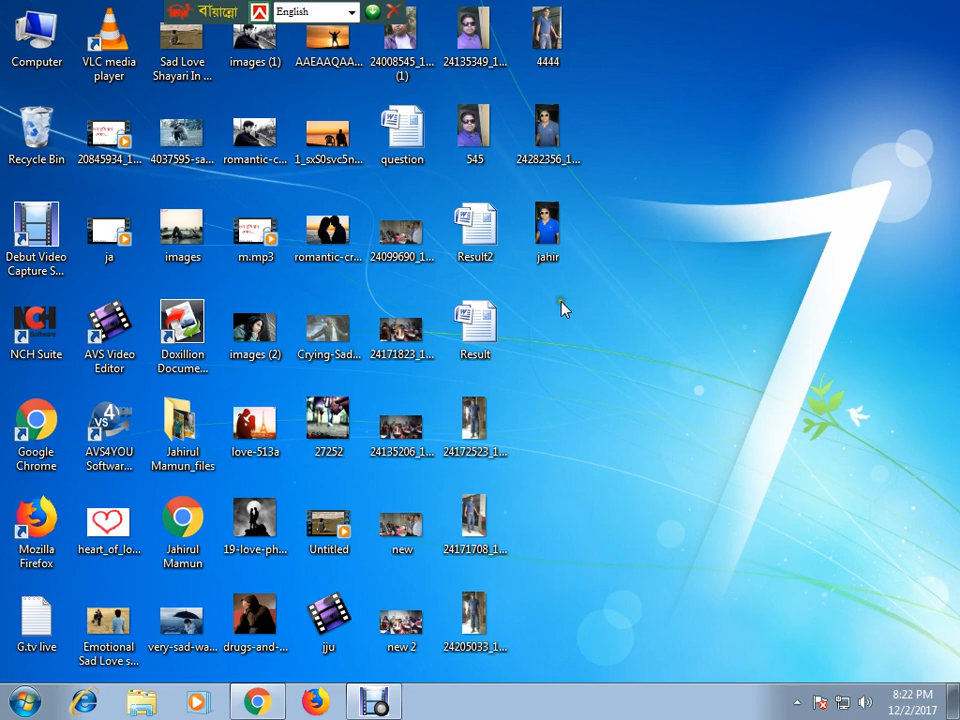 বায়ান্নো
English
Computer
VLC media
player
Sad Love
Shayari In ...
images (1)
AAEAAQAA...
24008545_1...
(1)
24135349_1...
4444
Recycle Bin
20845934_1...
4037595-sa...
romantic-c...
1_sxS0svc5n...
question
545
24282356_1...
Debut Video
Capture S...
ja
images
m.mp3
romantic-cr...
24099690_1...
Result2
jahir
NCH Suite
AVS Video
Editor
Doxillion
Docume...
images (2)
Crying-Sad...
24171823_1...
Result
Google
Chrome
AVS4YOU
Softwar...
Jahirul
Mamun_files
love-513a
27252
24135206_1...
24172523_1...
Mozilla
Firefox
heart_of_lo...
Jahirul
Mamun
19-love-ph...
Untitled
new
24171708_1...
G.tv live
Emotional
Sad Love s...
very-sad-wa...
drugs-and-...
jju
new 2
24205033_1...
8:22 PM
12/2/2017